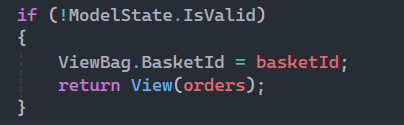 if (!ModelState.IsValid)
{
    ViewBag.BasketId = basketId;
    return View(orders);
}